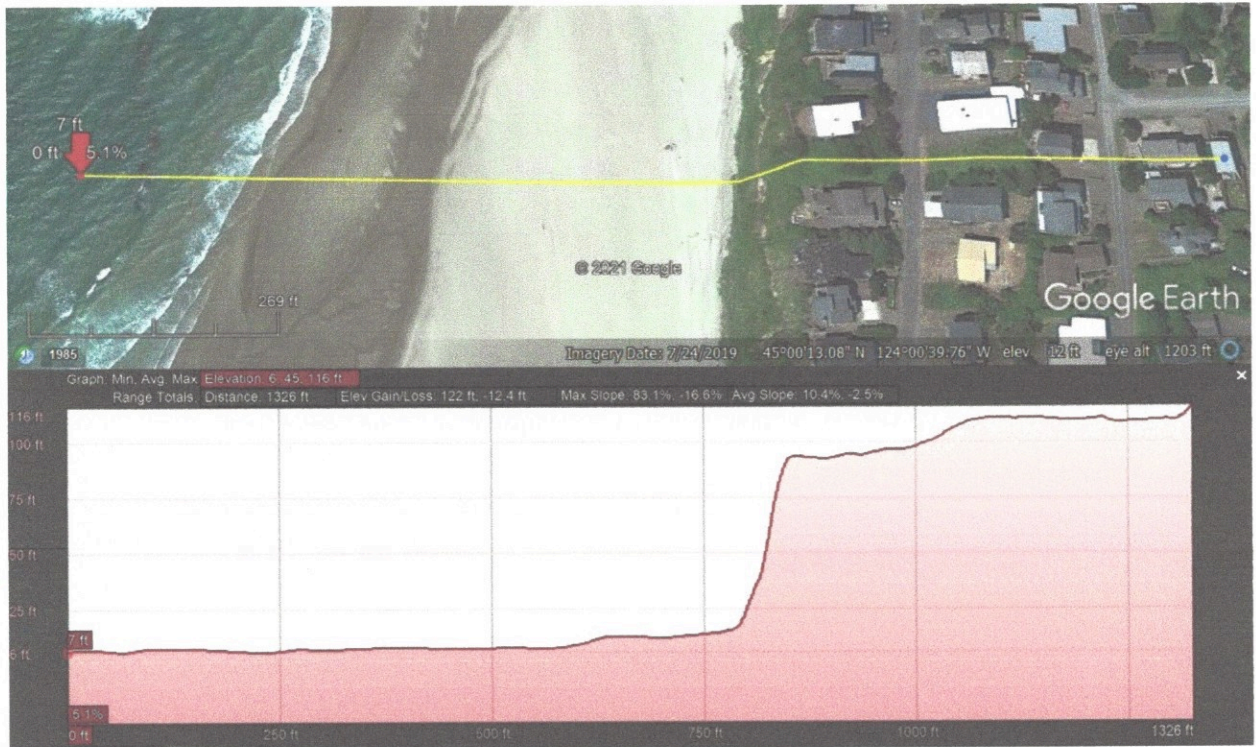 7 ft
0 ft 5.1%
© 2021 Google
269 ft
Google Earth
1985
Imagery Date: 7/24/2019 45°00'13.08" N 124°00'39.76" W elev 12 ft eye alt 1203 ft
Graph: Min, Avg, Max Elevation: 6, 45, 116 ft
Range Totals: Distance: 1326 ft Elev Gain/Loss: 122 ft, -12.4 ft Max Slope: 83.1%, -16.6% Avg Slope: 10.4%, -2.5%
116 ft
100 ft
75 ft
50 ft
25 ft
7 ft
6 ft
5.1%
0 ft 250 ft 500 ft 750 ft 1000 ft 1326 ft